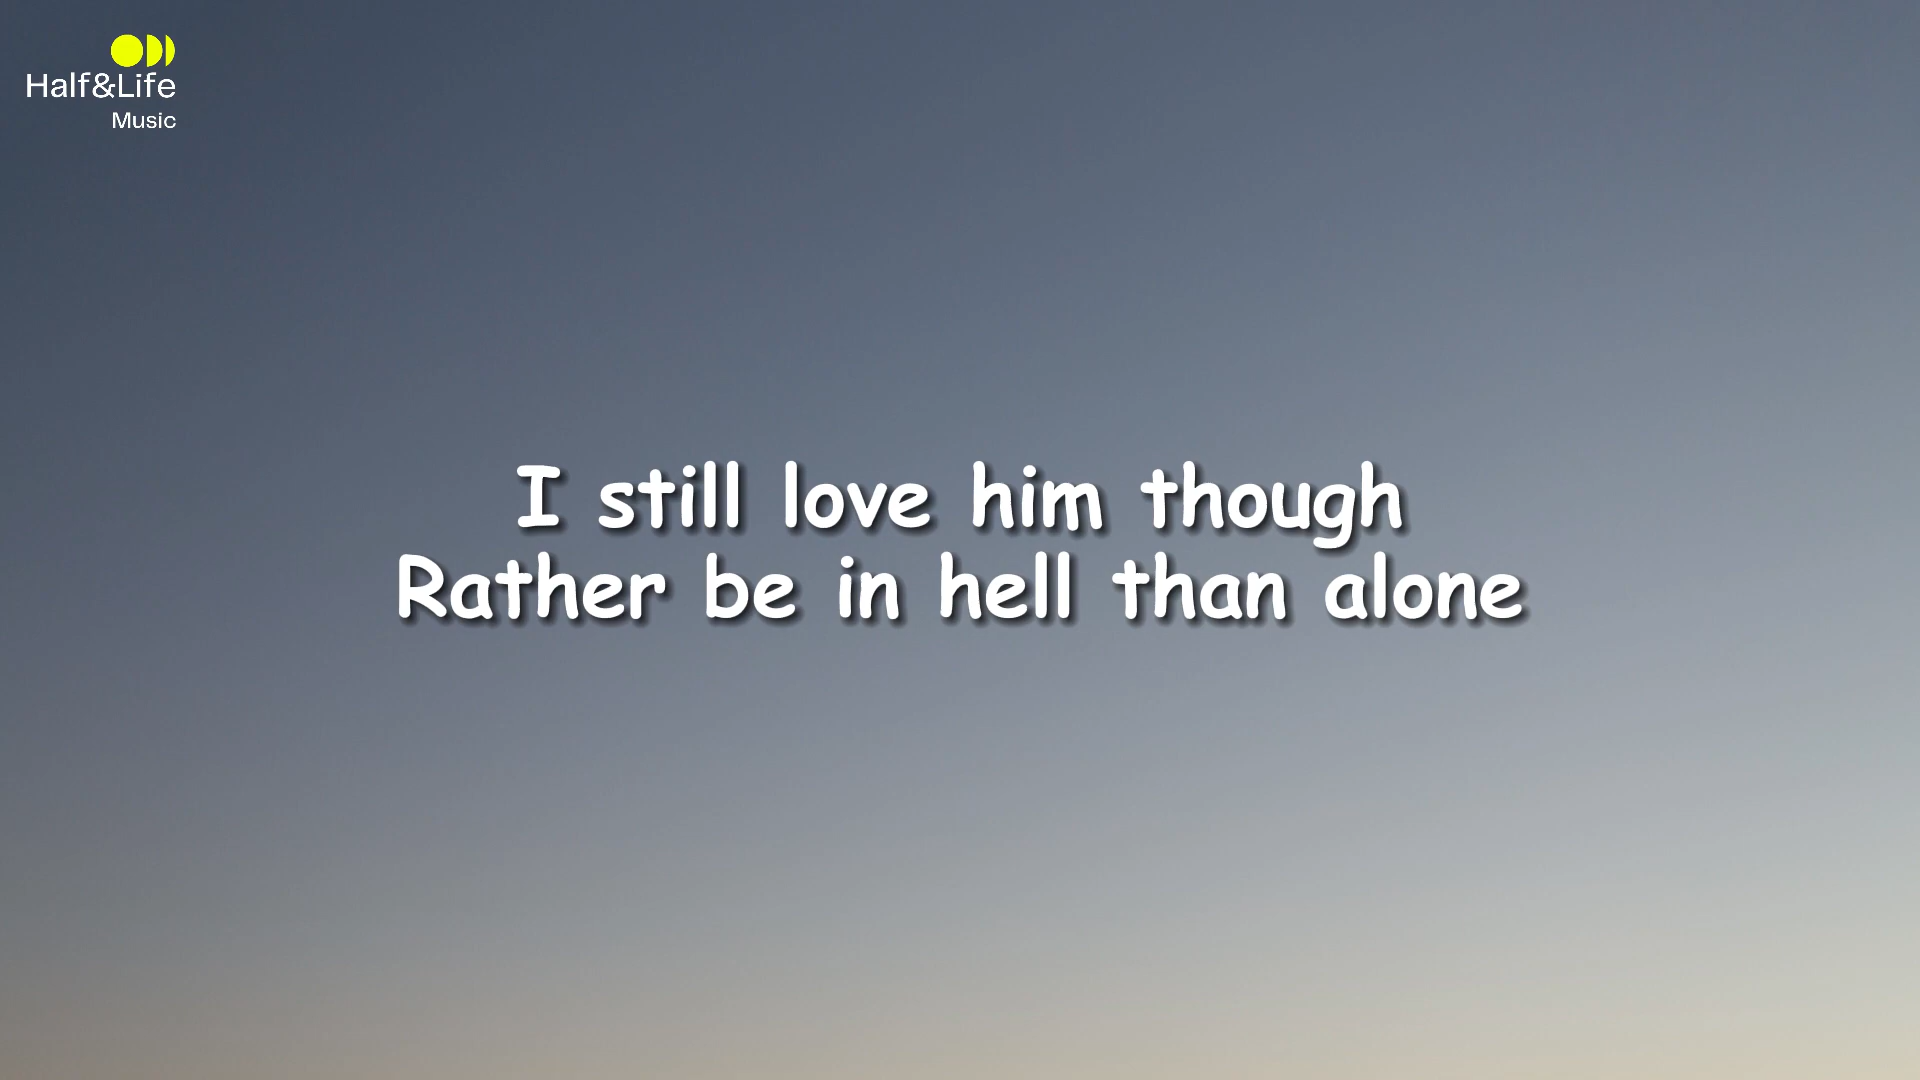 Half&Life
Music
I still love him though
Rather be in hell than alone